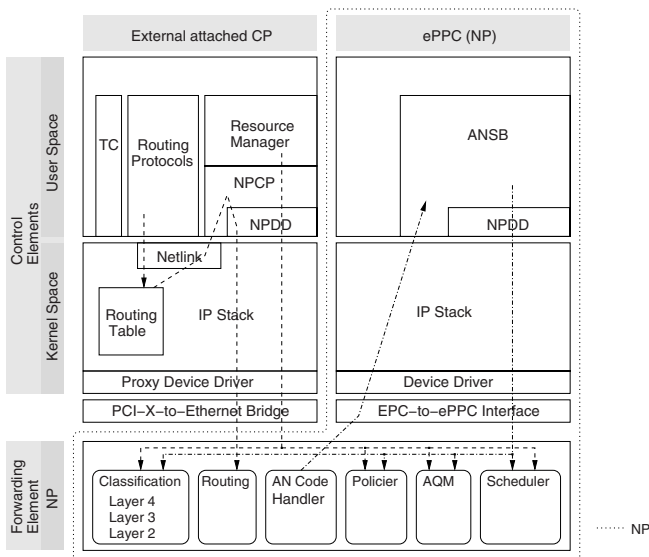 External attached CP
ePPC (NP)
Control
Elements
User Space
TC
Routing
Protocols
Resource
Manager
NPCP
NPDD
ANSB
NPDD
Kernel Space
Netlink
Routing
Table
IP Stack
IP Stack
Proxy Device Driver
Device Driver
PCI–X–to–Ethernet Bridge
EPC–to–ePPC Interface
Forwarding
Element
NP
Classification
Layer 4
Layer 3
Layer 2
Routing
AN Code
Handler
Policier
AQM
Scheduler
NP